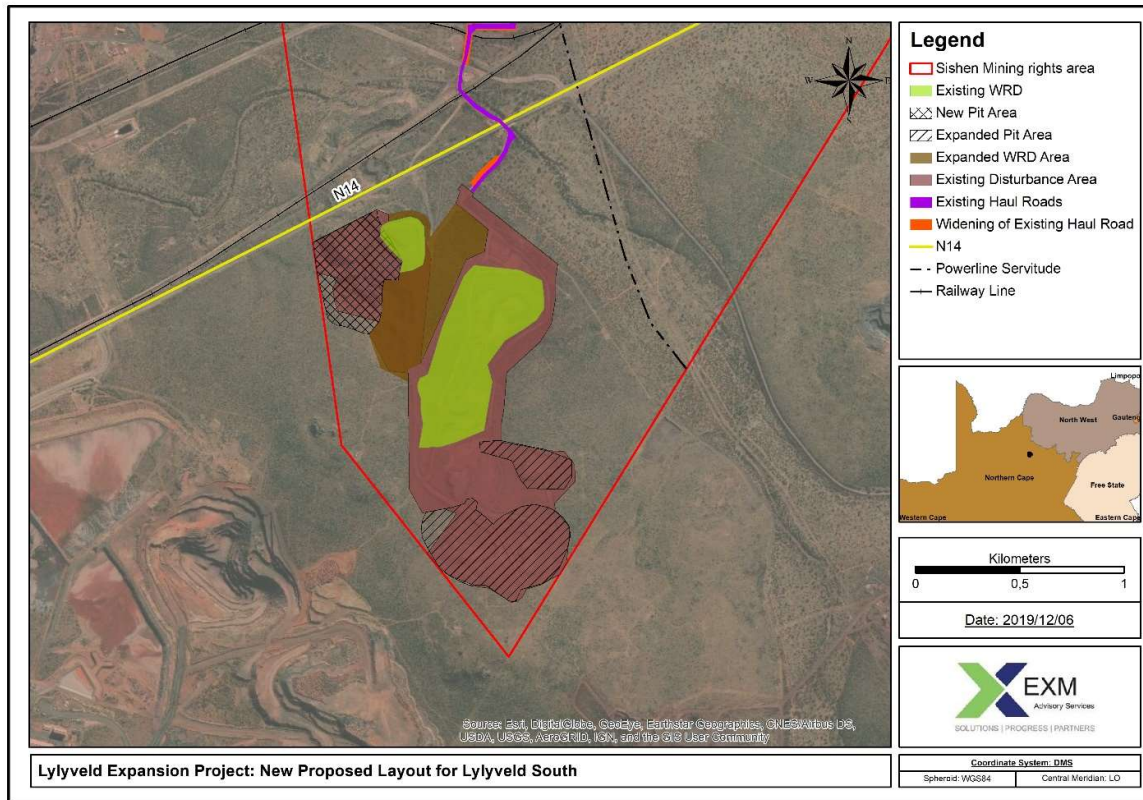 N14
N
W
E
S
Source: Esri, DigitalGlobe, GeoEye, Earthstar Geographics, CNES/Airbus DS,
USDA, USGS, AeroGRID, IGN, and the GIS User Community
Lylyveld Expansion Project: New Proposed Layout for Lylyveld South
Legend
Sishen Mining rights area
Existing WRD
New Pit Area
Expanded Pit Area
Expanded WRD Area
Existing Disturbance Area
Existing Haul Roads
Widening of Existing Haul Road
N14
Powerline Servitude
Railway Line
Limpopo
North West
Gauteng
Northern Cape
Free State
Western Cape
Eastern Cape
Kilometers
0 0,5 1
Date: 2019/12/06
EXM
Advisory Services
SOLUTIONS | PROGRESS | PARTNERS
Coordinate System: DMS
Spheroid: WGS84 Central Meridian: LO